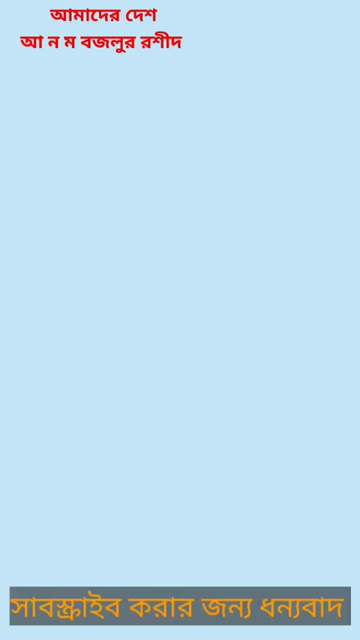 আমাদের দেশ
আ ন ম বজলুর রশীদ
সাবস্ক্রাইব করার জন্য ধন্যবাদ